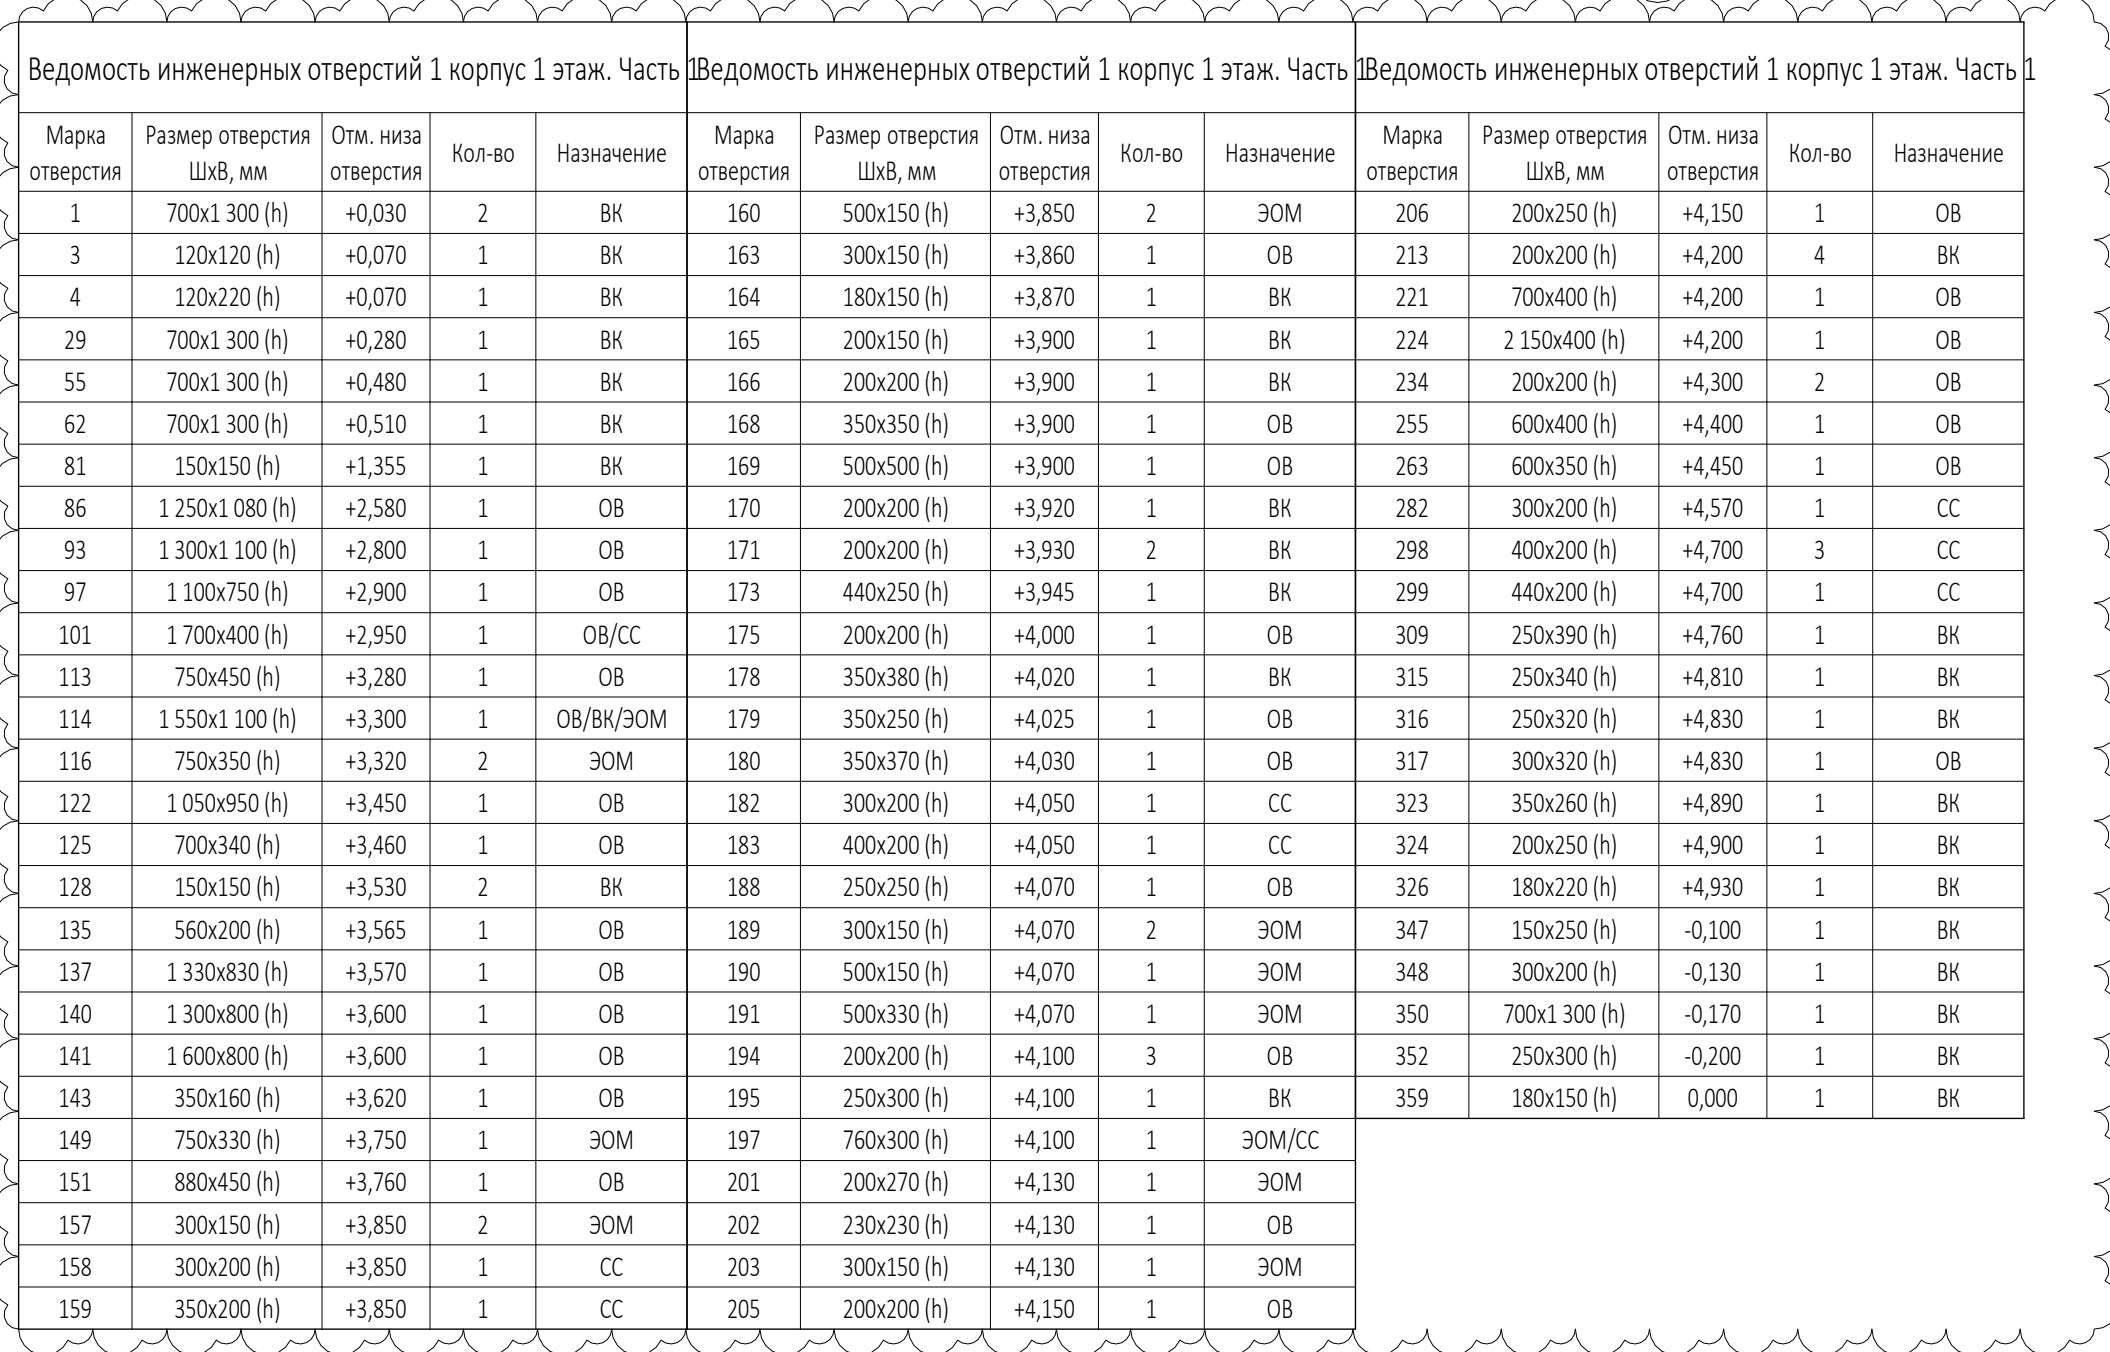 Ведомость инженерных отверстий 1 корпус 1 этаж. Часть 1
Марка отверстия Размер отверстия ШхВ, мм Отм. низа отверстия Кол-во Назначение
1 700x1 300 (h) +0,030 2 ВК
3 120x120 (h) +0,070 1 ВК
4 120x220 (h) +0,070 1 ВК
29 700x1 300 (h) +0,280 1 ВК
55 700x1 300 (h) +0,480 1 ВК
62 700x1 300 (h) +0,510 1 ВК
81 150x150 (h) +1,355 1 ВК
86 1 250x1 080 (h) +2,580 1 ОВ
93 1 300x1 100 (h) +2,800 1 ОВ
97 1 100x750 (h) +2,900 1 ОВ
101 1 700x400 (h) +2,950 1 ОВ/СС
113 750x450 (h) +3,280 1 ОВ
114 1 550x1 100 (h) +3,300 1 ОВ/ВК/ЭОМ
116 750x350 (h) +3,320 2 ЭОМ
122 1 050x950 (h) +3,450 1 ОВ
125 700x340 (h) +3,460 1 ОВ
128 150x150 (h) +3,530 2 ВК
135 560x200 (h) +3,565 1 ОВ
137 1 330x830 (h) +3,570 1 ОВ
140 1 300x800 (h) +3,600 1 ОВ
141 1 600x800 (h) +3,600 1 ОВ
143 350x160 (h) +3,620 1 ОВ
149 750x330 (h) +3,750 1 ЭОМ
151 880x450 (h) +3,760 1 ОВ
157 300x150 (h) +3,850 2 ЭОМ
158 300x200 (h) +3,850 1 СС
159 350x200 (h) +3,850 1 СС
Ведомость инженерных отверстий 1 корпус 1 этаж. Часть 1
Марка отверстия Размер отверстия ШхВ, мм Отм. низа отверстия Кол-во Назначение
160 500x150 (h) +3,850 2 ЭОМ
163 300x150 (h) +3,860 1 ОВ
164 180x150 (h) +3,870 1 ВК
165 200x150 (h) +3,900 1 ВК
166 200x200 (h) +3,900 1 ВК
168 350x350 (h) +3,900 1 ОВ
169 500x500 (h) +3,900 1 ОВ
170 200x200 (h) +3,920 1 ВК
171 200x200 (h) +3,930 2 ВК
173 440x250 (h) +3,945 1 ВК
175 200x200 (h) +4,000 1 ОВ
178 350x380 (h) +4,020 1 ВК
179 350x250 (h) +4,025 1 ОВ
180 350x370 (h) +4,030 1 ОВ
182 300x200 (h) +4,050 1 СС
183 400x200 (h) +4,050 1 СС
188 250x250 (h) +4,070 1 ОВ
189 300x150 (h) +4,070 2 ЭОМ
190 500x150 (h) +4,070 1 ЭОМ
191 500x330 (h) +4,070 1 ЭОМ
194 200x200 (h) +4,100 3 ОВ
195 250x300 (h) +4,100 1 ВК
197 760x300 (h) +4,100 1 ЭОМ/СС
201 200x270 (h) +4,130 1 ЭОМ
202 230x230 (h) +4,130 1 ОВ
203 300x150 (h) +4,130 1 ЭОМ
205 200x200 (h) +4,150 1 ОВ
Ведомость инженерных отверстий 1 корпус 1 этаж. Часть 1
Марка отверстия Размер отверстия ШхВ, мм Отм. низа отверстия Кол-во Назначение
206 200x250 (h) +4,150 1 ОВ
213 200x200 (h) +4,200 4 ВК
221 700x400 (h) +4,200 1 ОВ
224 2 150x400 (h) +4,200 1 ОВ
234 200x200 (h) +4,300 2 ОВ
255 600x400 (h) +4,400 1 ОВ
263 600x350 (h) +4,450 1 ОВ
282 300x200 (h) +4,570 1 СС
298 400x200 (h) +4,700 3 СС
299 440x200 (h) +4,700 1 СС
309 250x390 (h) +4,760 1 ВК
315 250x340 (h) +4,810 1 ВК
316 250x320 (h) +4,830 1 ВК
317 300x320 (h) +4,830 1 ОВ
323 350x260 (h) +4,890 1 ВК
324 200x250 (h) +4,900 1 ВК
326 180x220 (h) +4,930 1 ВК
347 150x250 (h) -0,100 1 ВК
348 300x200 (h) -0,130 1 ВК
350 700x1 300 (h) -0,170 1 ВК
352 250x300 (h) -0,200 1 ВК
359 180x150 (h) 0,000 1 ВК